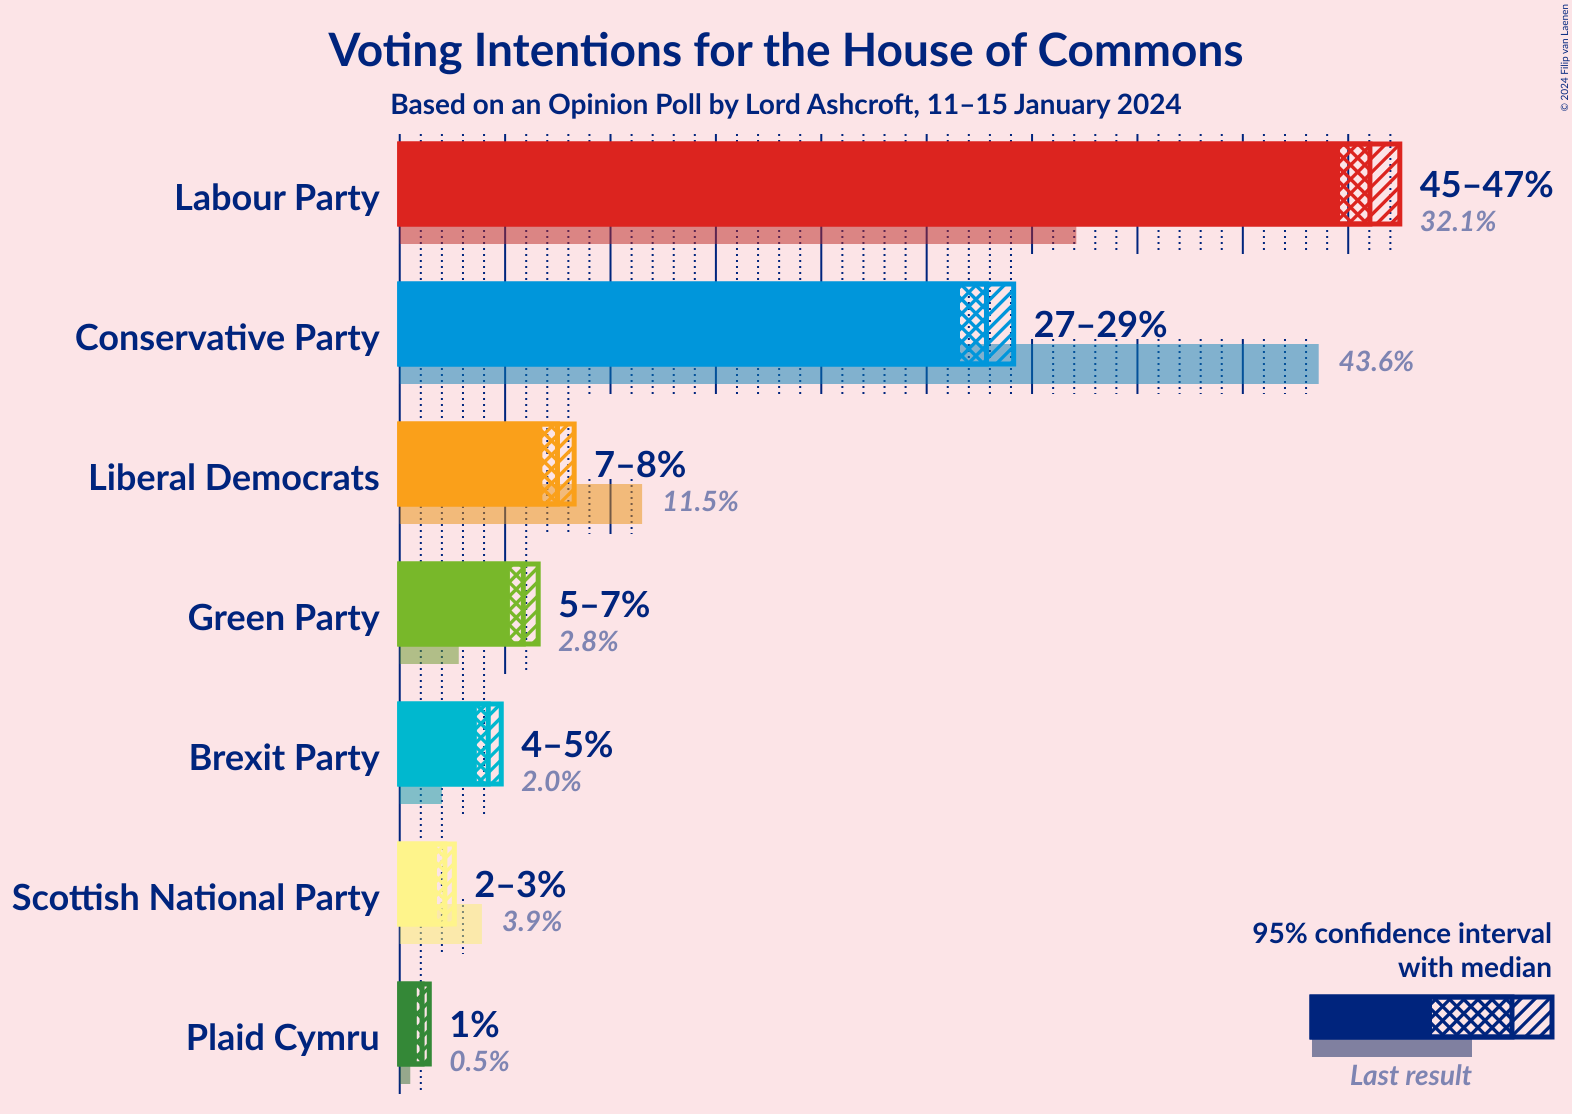 Voting Intentions for the House of Commons
Based on an Opinion Poll by Lord Ashcroft, 11–15 January 2024
© 2024 Filip van Laenen
Labour Party
45–47%
32.1%
Conservative Party
27–29%
43.6%
Liberal Democrats
7–8%
11.5%
Green Party
5–7%
2.8%
Brexit Party
4–5%
2.0%
Scottish National Party
2–3%
3.9%
Plaid Cymru
1%
0.5%
95% confidence interval
with median
Last result